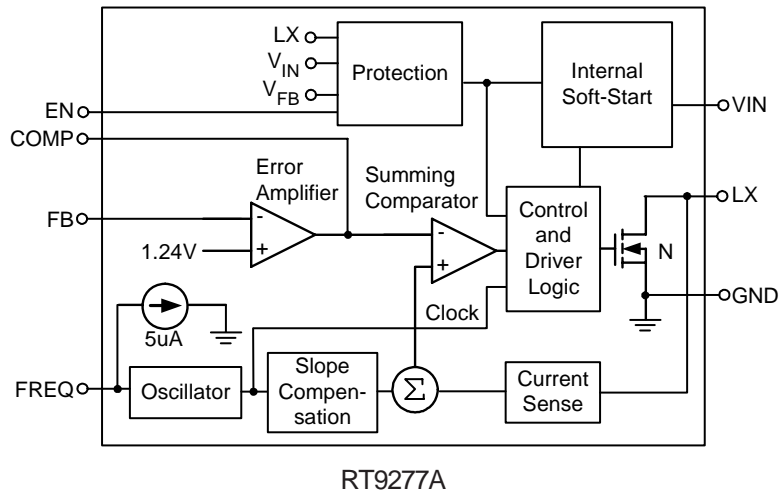 LX
VIN
VFB
Protection
Internal
Soft-Start
EN
VIN
COMP
Error
Amplifier
Summing
Comparator
LX
FB
-
+
1.24V
-
+
Control
and
Driver
Logic
N
5uA
Clock
GND
FREQ
Oscillator
Slope
Compen-
sation
Σ
Current
Sense
RT9277A